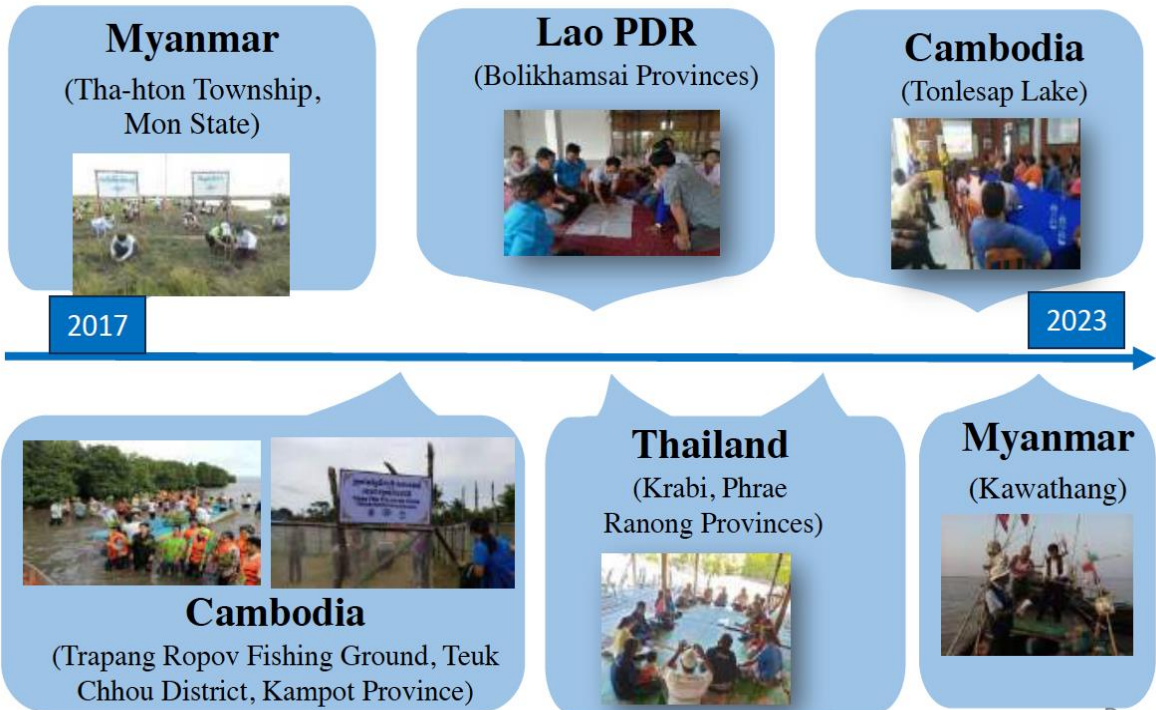 Myanmar
(Tha-hton Township,
Mon State)
Lao PDR
(Bolikhamsai Provinces)
Cambodia
(Tonlesap Lake)
2017
2023
Cambodia
(Trapang Ropov Fishing Ground, Teuk
Chhou District, Kampot Province)
Thailand
(Krabi, Phrae
Ranong Provinces)
Myanmar
(Kawathang)